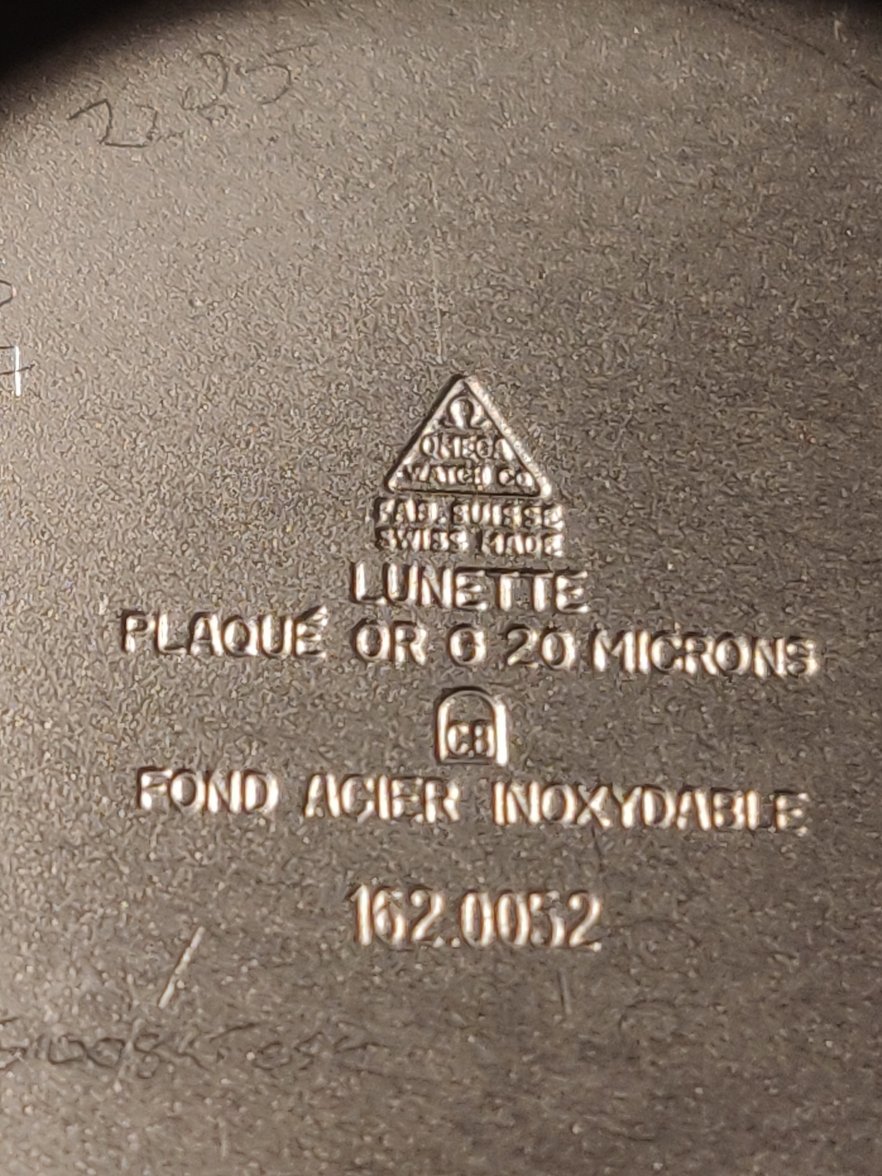 Ω
OMEGA
WATCH CO
FAB. SUISSE
SWISS MADE
LUNETTE
PLAQUÉ OR G 20 MICRONS
CB
FOND ACIER INOXYDABLE
162.0052